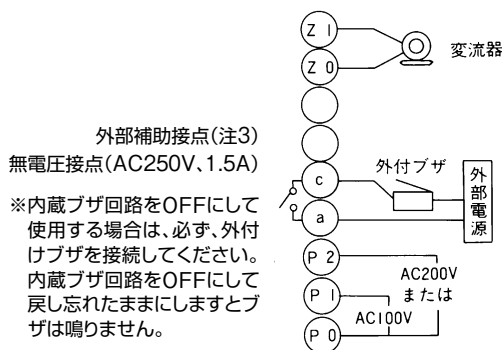 Z1
変流器
Z0
外部補助接点(注3)
無電圧接点(AC250V、1.5A)
※内蔵ブザ回路をOFFにして
使用する場合は、必ず、外付
けブザを接続してください。
内蔵ブザ回路をOFFにして
戻し忘れたままにしますとブ
ザは鳴りません。
c
外付ブザ
外部電源
a
P2
AC200V
または
P1
AC100V
P0